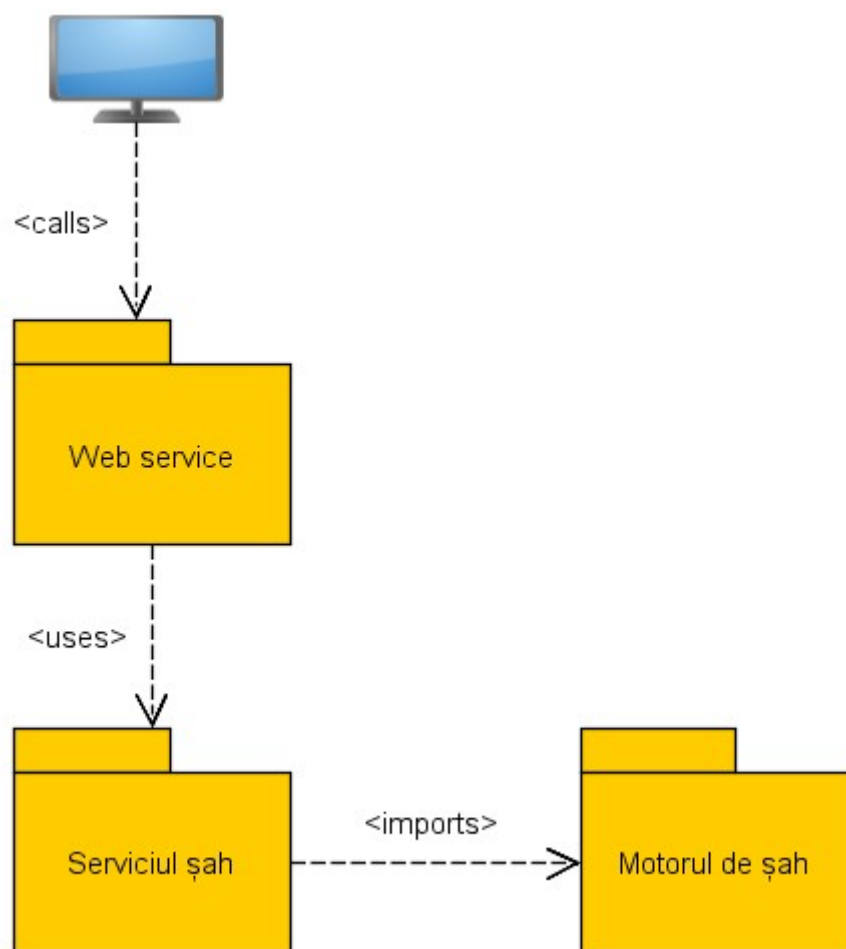 <calls>
Web service
<uses>
<imports>
Serviciul șah
Motorul de șah